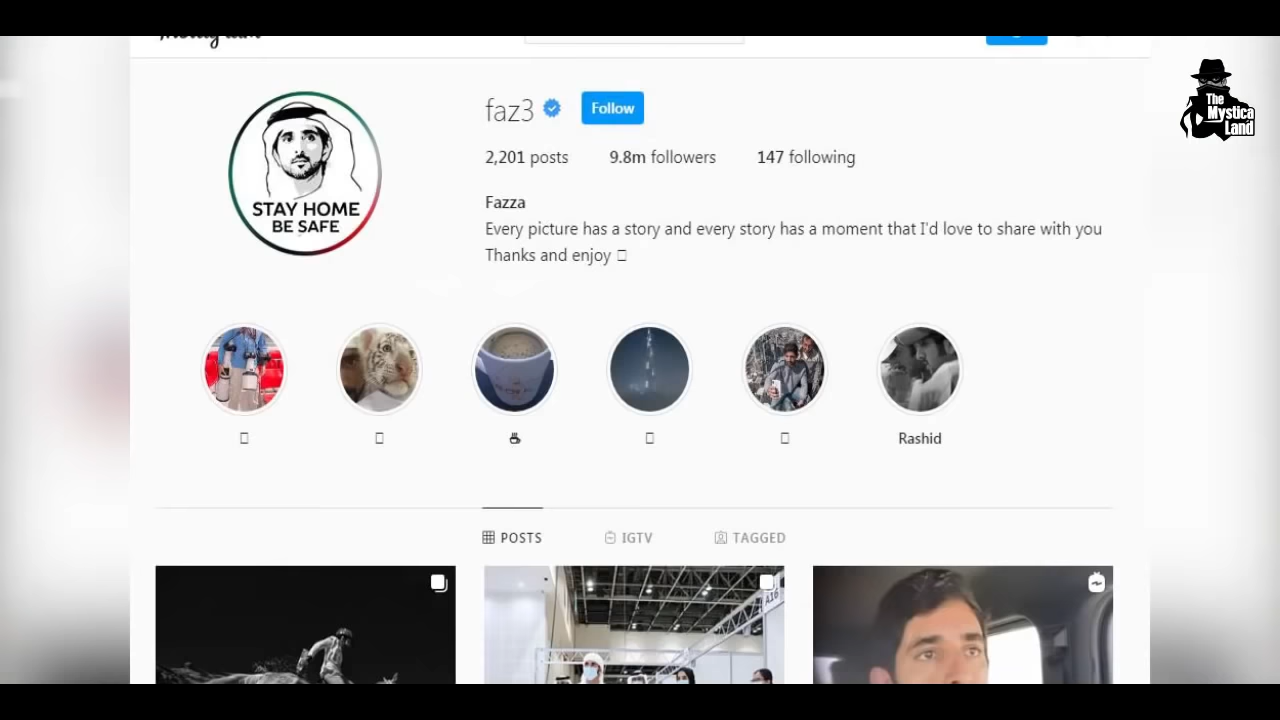 The
Mystica
Land
faz3
Follow
2,201 posts
9.8m followers
147 following
STAY HOME
BE SAFE
Fazza
Every picture has a story and every story has a moment that I'd love to share with you
Thanks and enjoy
Rashid
POSTS
IGTV
TAGGED
A16